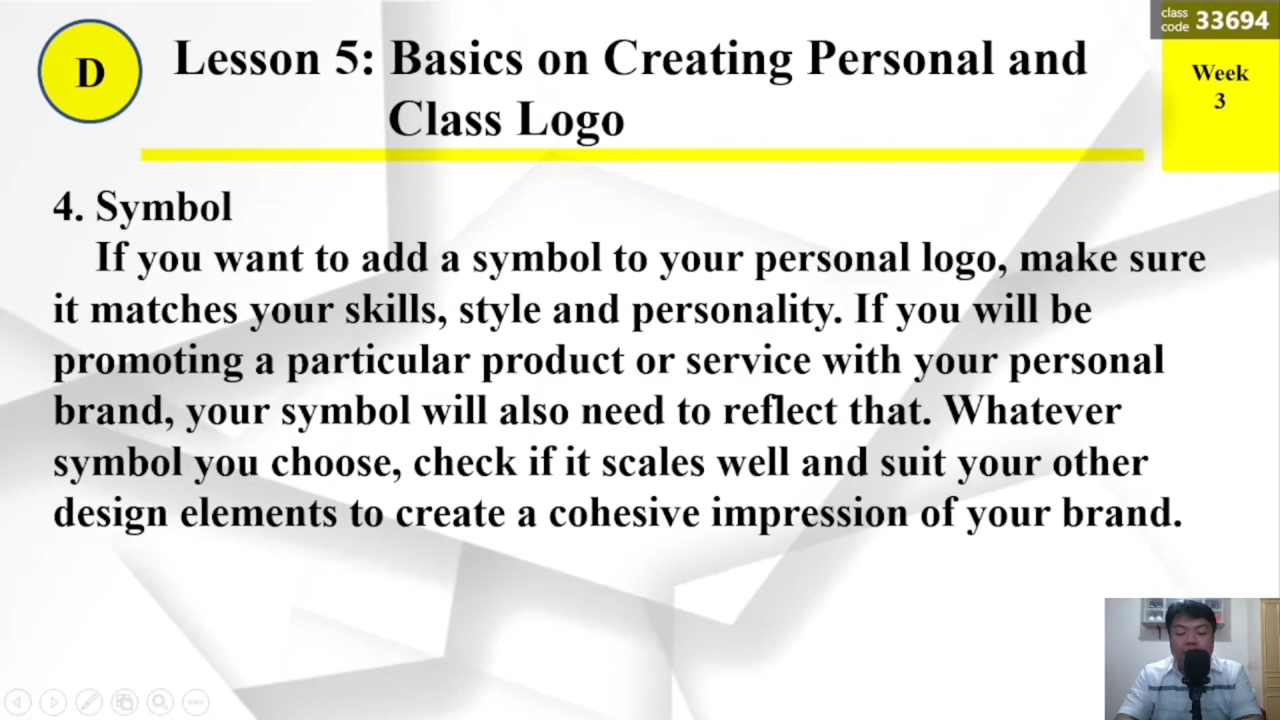 class code 33694
D
Lesson 5: Basics on Creating Personal and
Class Logo
Week
3
4. Symbol
If you want to add a symbol to your personal logo, make sure
it matches your skills, style and personality. If you will be
promoting a particular product or service with your personal
brand, your symbol will also need to reflect that. Whatever
symbol you choose, check if it scales well and suit your other
design elements to create a cohesive impression of your brand.